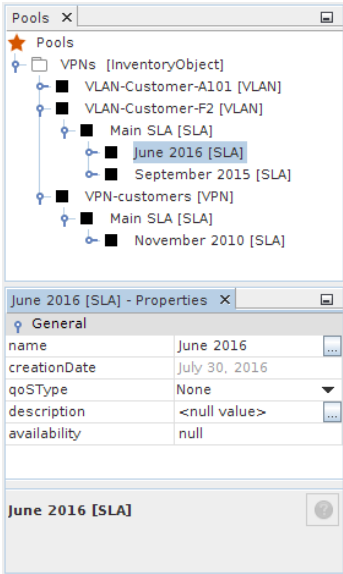 Pools
Pools
VPNs [InventoryObject]
VLAN-Customer-A101 [VLAN]
VLAN-Customer-F2 [VLAN]
Main SLA [SLA]
June 2016 [SLA]
September 2015 [SLA]
VPN-customers [VPN]
Main SLA [SLA]
November 2010 [SLA]
June 2016 [SLA] - Properties
General
name June 2016 ...
creationDate July 30, 2016
qoSType None
description <null value> ...
availability null
June 2016 [SLA]
?